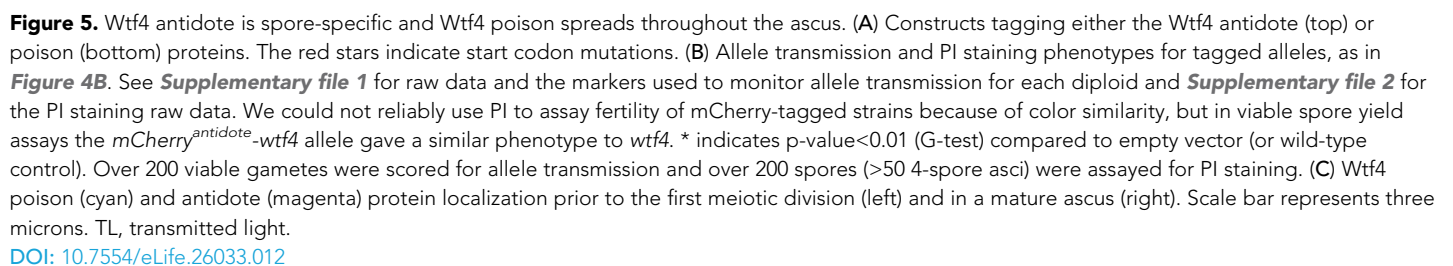 Figure 5. Wtf4 antidote is spore-specific and Wtf4 poison spreads throughout the ascus. (A) Constructs tagging either the Wtf4 antidote (top) or
poison (bottom) proteins. The red stars indicate start codon mutations. (B) Allele transmission and PI staining phenotypes for tagged alleles, as in
Figure 4B. See Supplementary file 1 for raw data and the markers used to monitor allele transmission for each diploid and Supplementary file 2 for
the PI staining raw data. We could not reliably use PI to assay fertility of mCherry-tagged strains because of color similarity, but in viable spore yield
assays the mCherryantidote-wtf4 allele gave a similar phenotype to wtf4. * indicates p-value<0.01 (G-test) compared to empty vector (or wild-type
control). Over 200 viable gametes were scored for allele transmission and over 200 spores (>50 4-spore asci) were assayed for PI staining. (C) Wtf4
poison (cyan) and antidote (magenta) protein localization prior to the first meiotic division (left) and in a mature ascus (right). Scale bar represents three
microns. TL, transmitted light.
DOI: 10.7554/eLife.26033.012